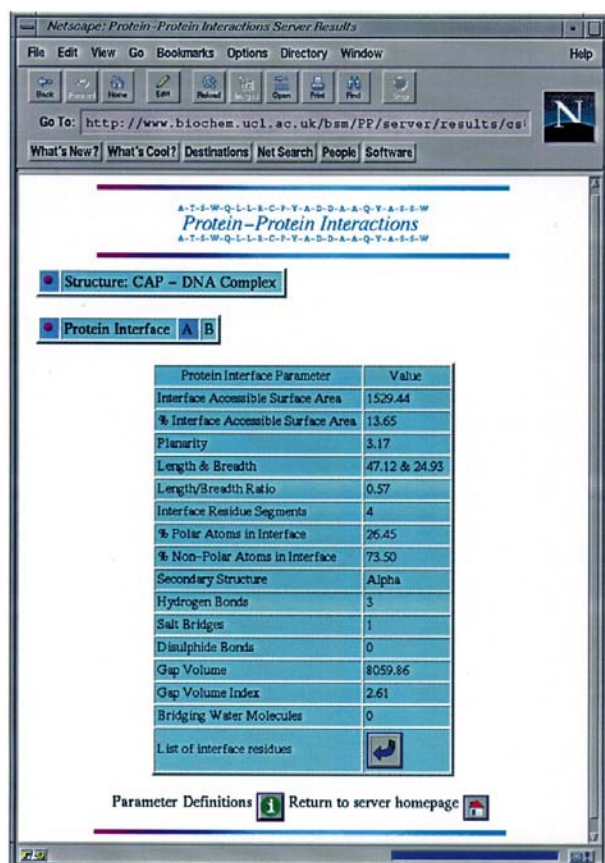 Netscape: Protein-Protein Interactions Server Results
File Edit View Go Bookmarks Options Directory Window Help
Back Forward Home Edit Reload Images Open Print Find Stop
Go To: http://www.biochem.ucl.ac.uk/bsm/PP/server/results/cs
N
What's New? What's Cool? Destinations Net Search People Software
A-T-S-W-Q-L-L-R-C-P-Y-A-D-D-A-A-Q-Y-A-S-S-W
Protein-Protein Interactions
A-T-S-W-Q-L-L-R-C-P-Y-A-D-D-A-A-Q-Y-A-S-S-W
Structure: CAP - DNA Complex
Protein Interface A B
Protein Interface Parameter Value
Interface Accessible Surface Area 1529.44
% Interface Accessible Surface Area 13.65
Planarity 3.17
Length & Breadth 47.12 & 24.93
Length/Breadth Ratio 0.57
Interface Residue Segments 4
% Polar Atoms in Interface 26.45
% Non-Polar Atoms in Interface 73.50
Secondary Structure Alpha
Hydrogen Bonds 3
Salt Bridges 1
Disulphide Bonds 0
Gap Volume 8059.86
Gap Volume Index 2.61
Bridging Water Molecules 0
List of interface residues
Parameter Definitions i Return to server homepage